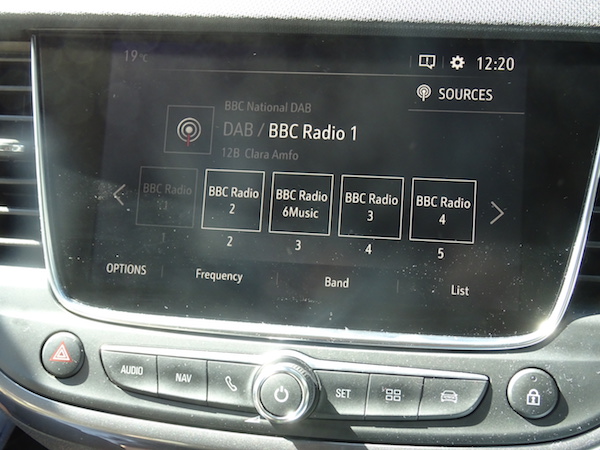 19°C 12:20
SOURCES
BBC National DAB
DAB / BBC Radio 1
12B Clara Amfo
BBC Radio BBC Radio 2 BBC Radio 6Music BBC Radio 3 BBC Radio 4
2 3 4 5
OPTIONS Frequency Band List
AUDIO NAV SET